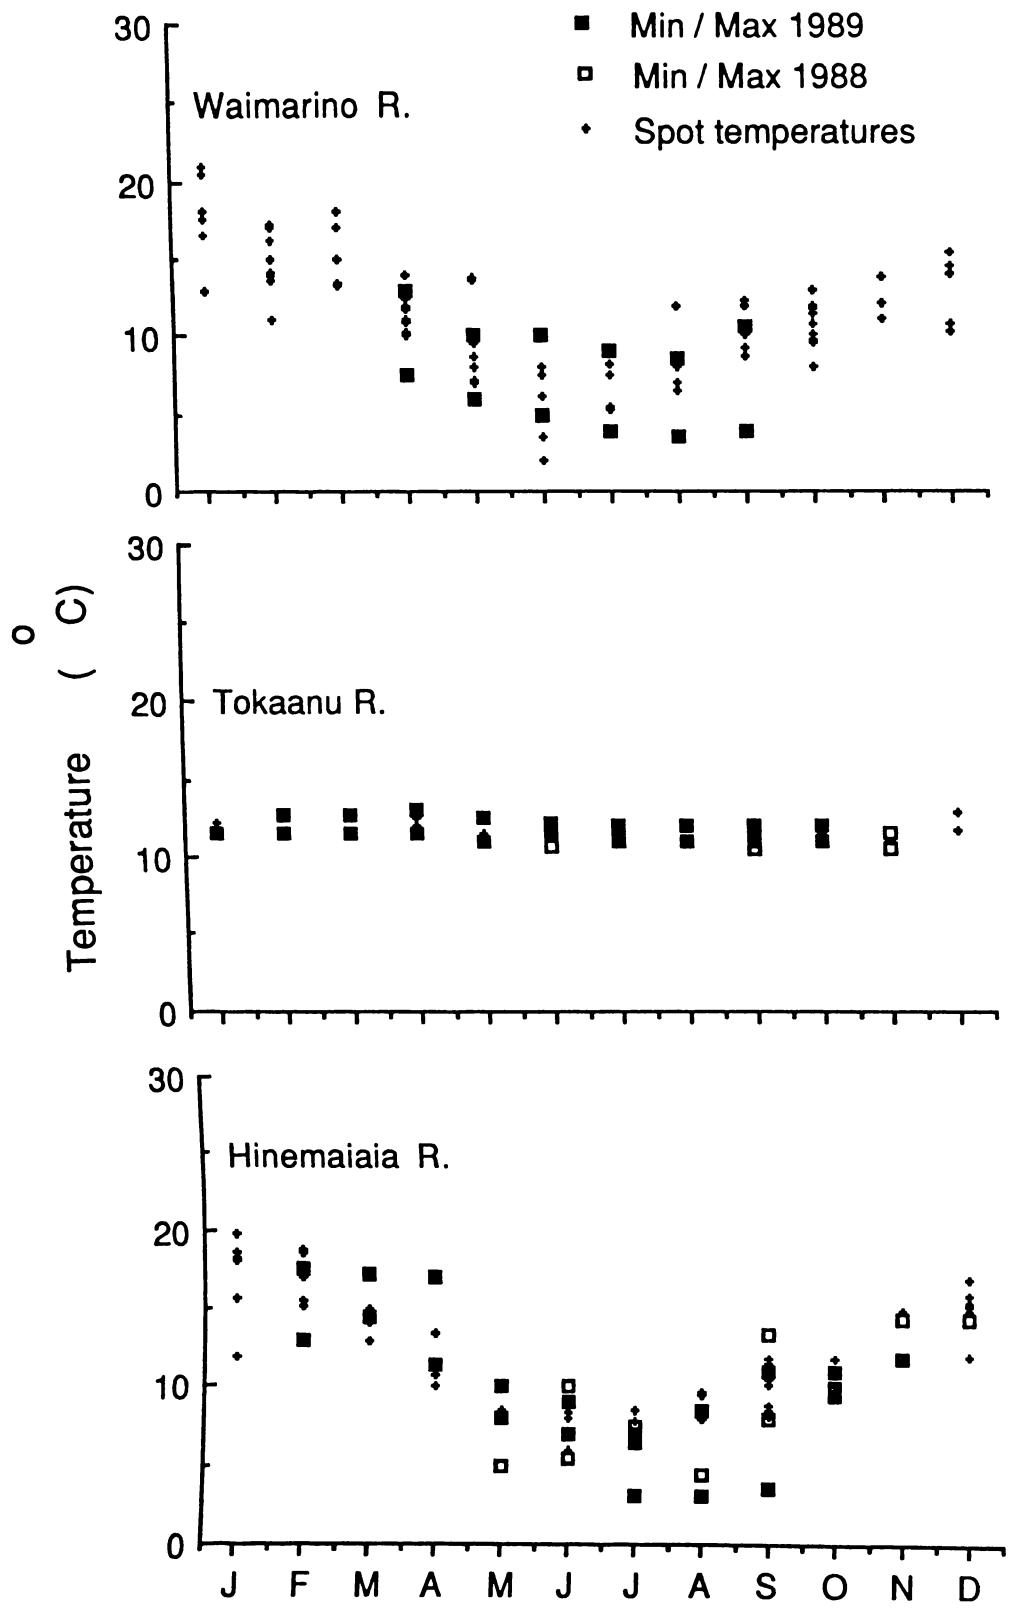 Min / Max 1989
Min / Max 1988
Spot temperatures
30
Waimarino R.
20
10
0
30
Tokaanu R.
20
10
0
Temperature (°C)
30
Hinemaiaia R.
20
10
0
J F M A M J J A S O N D